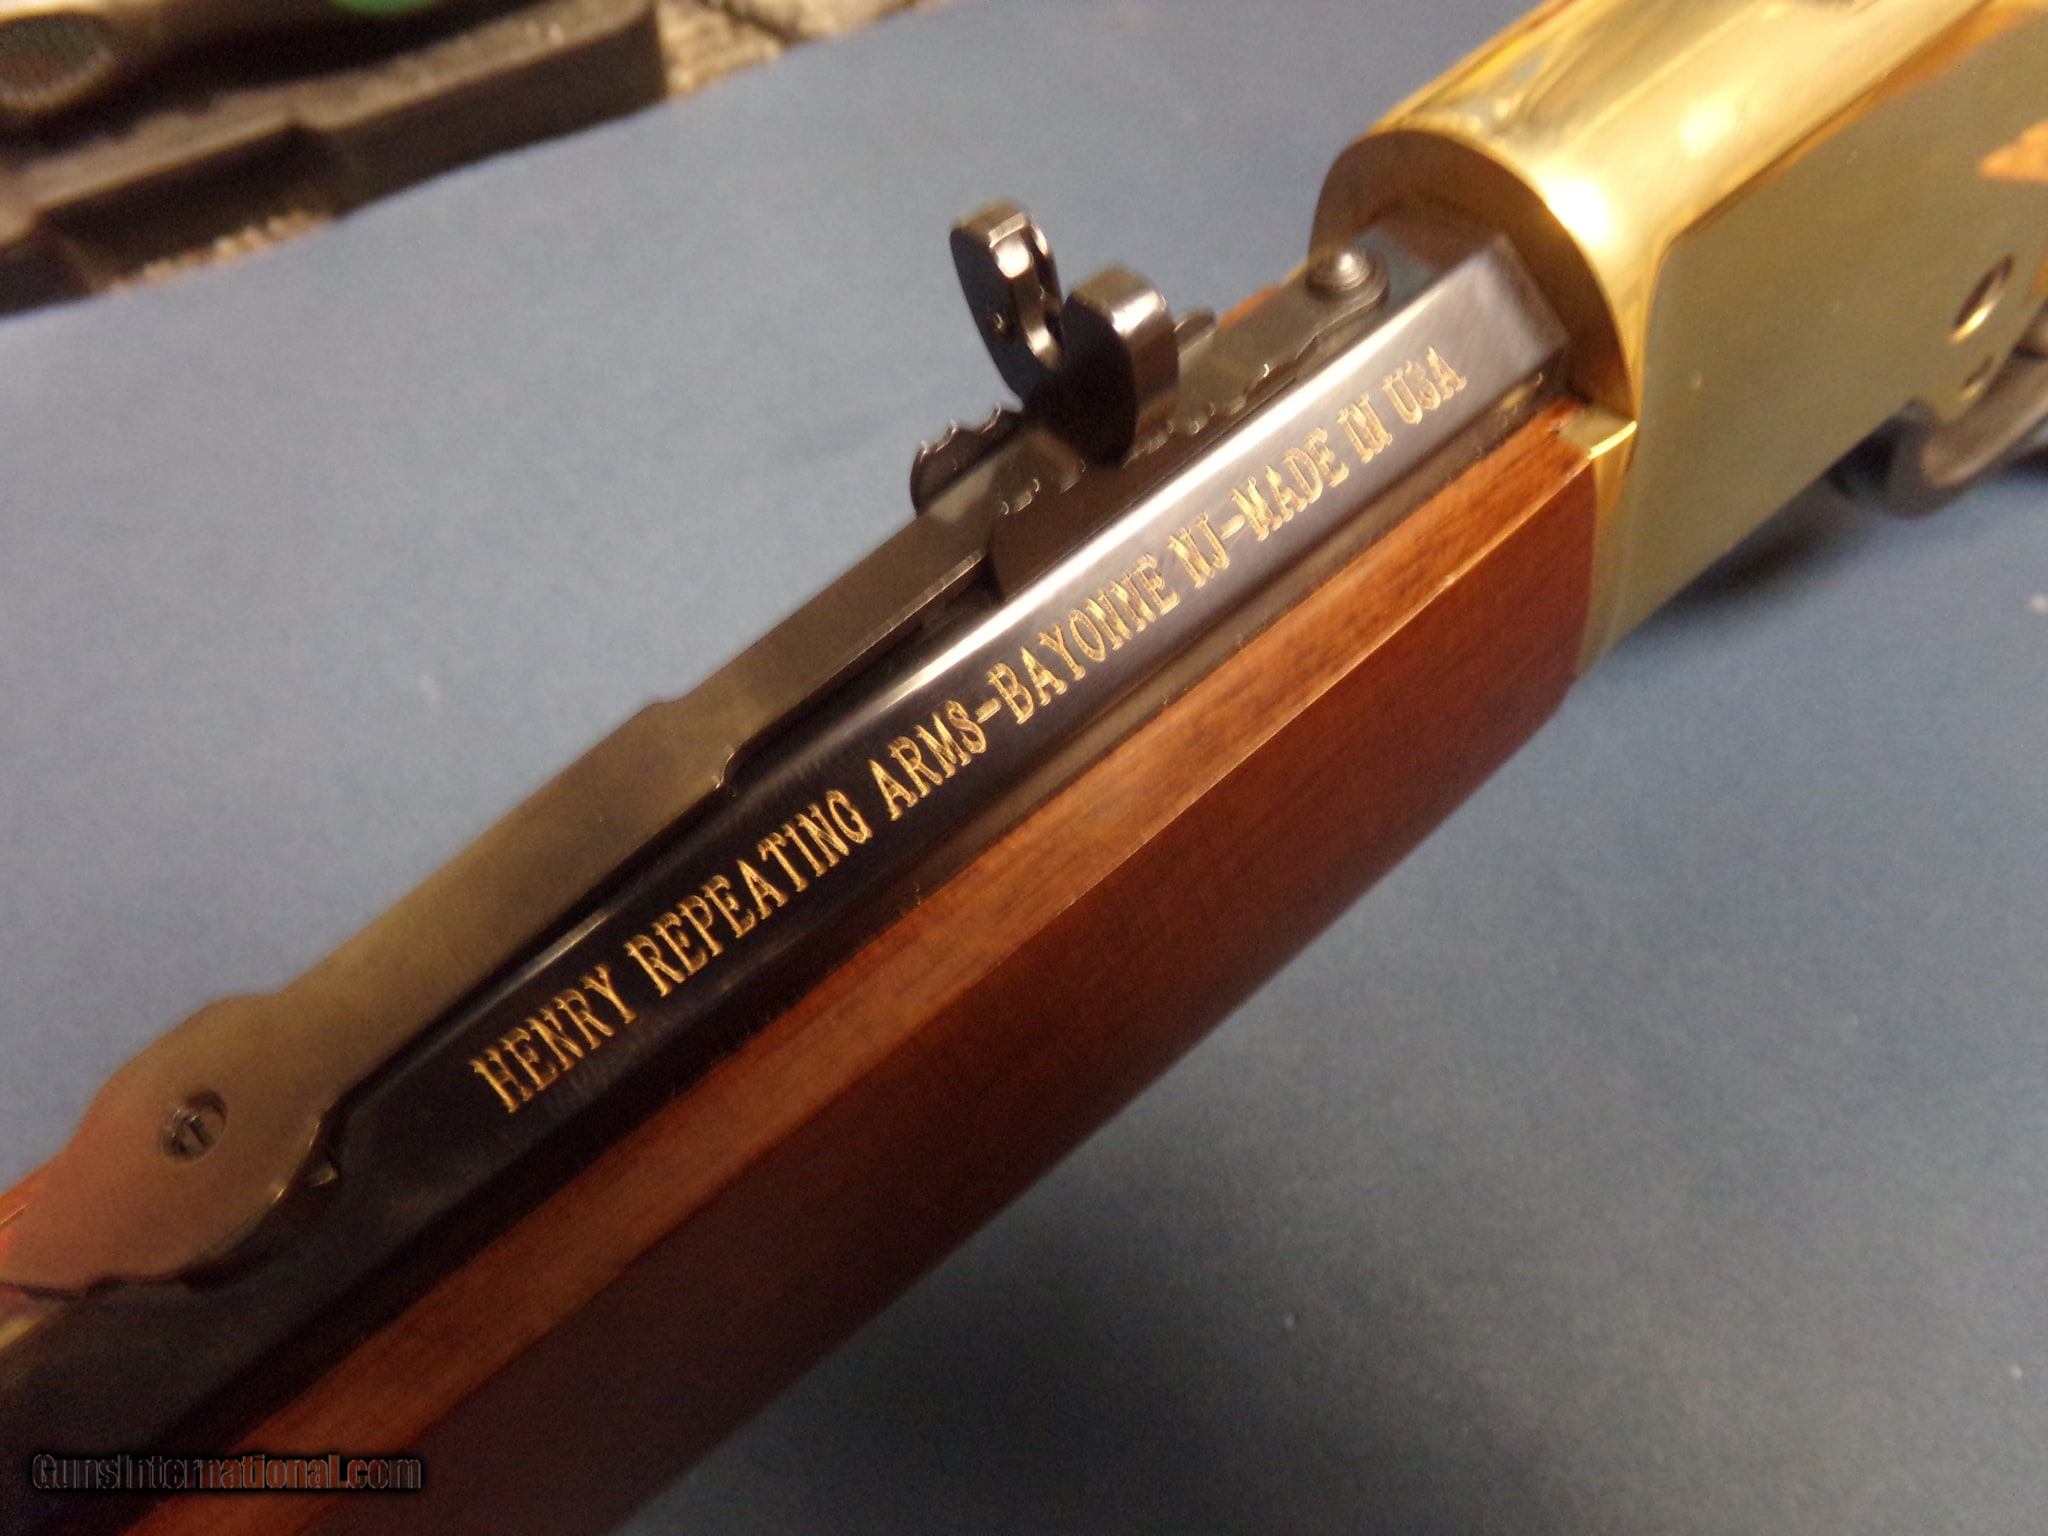 HENRY REPEATING ARMS-BAYONNE NJ-MADE IN USA
GunsInternational.com